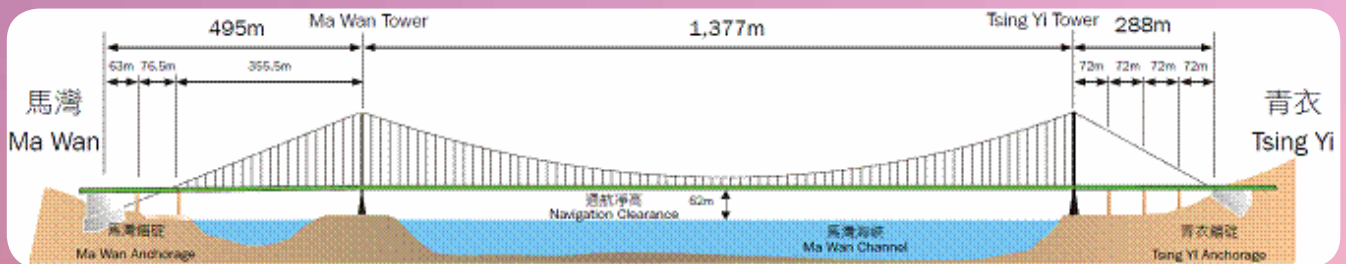 495m
Ma Wan Tower
1,377m
Tsing Yi Tower
288m
63m 76.5m 355.5m
72m 72m 72m 72m
馬灣
Ma Wan
青衣
Tsing Yi
通航淨高
Navigation Clearance
62m
馬灣錨碇
Ma Wan Anchorage
馬灣海峽
Ma Wan Channel
青衣錨碇
Tsing Yi Anchorage